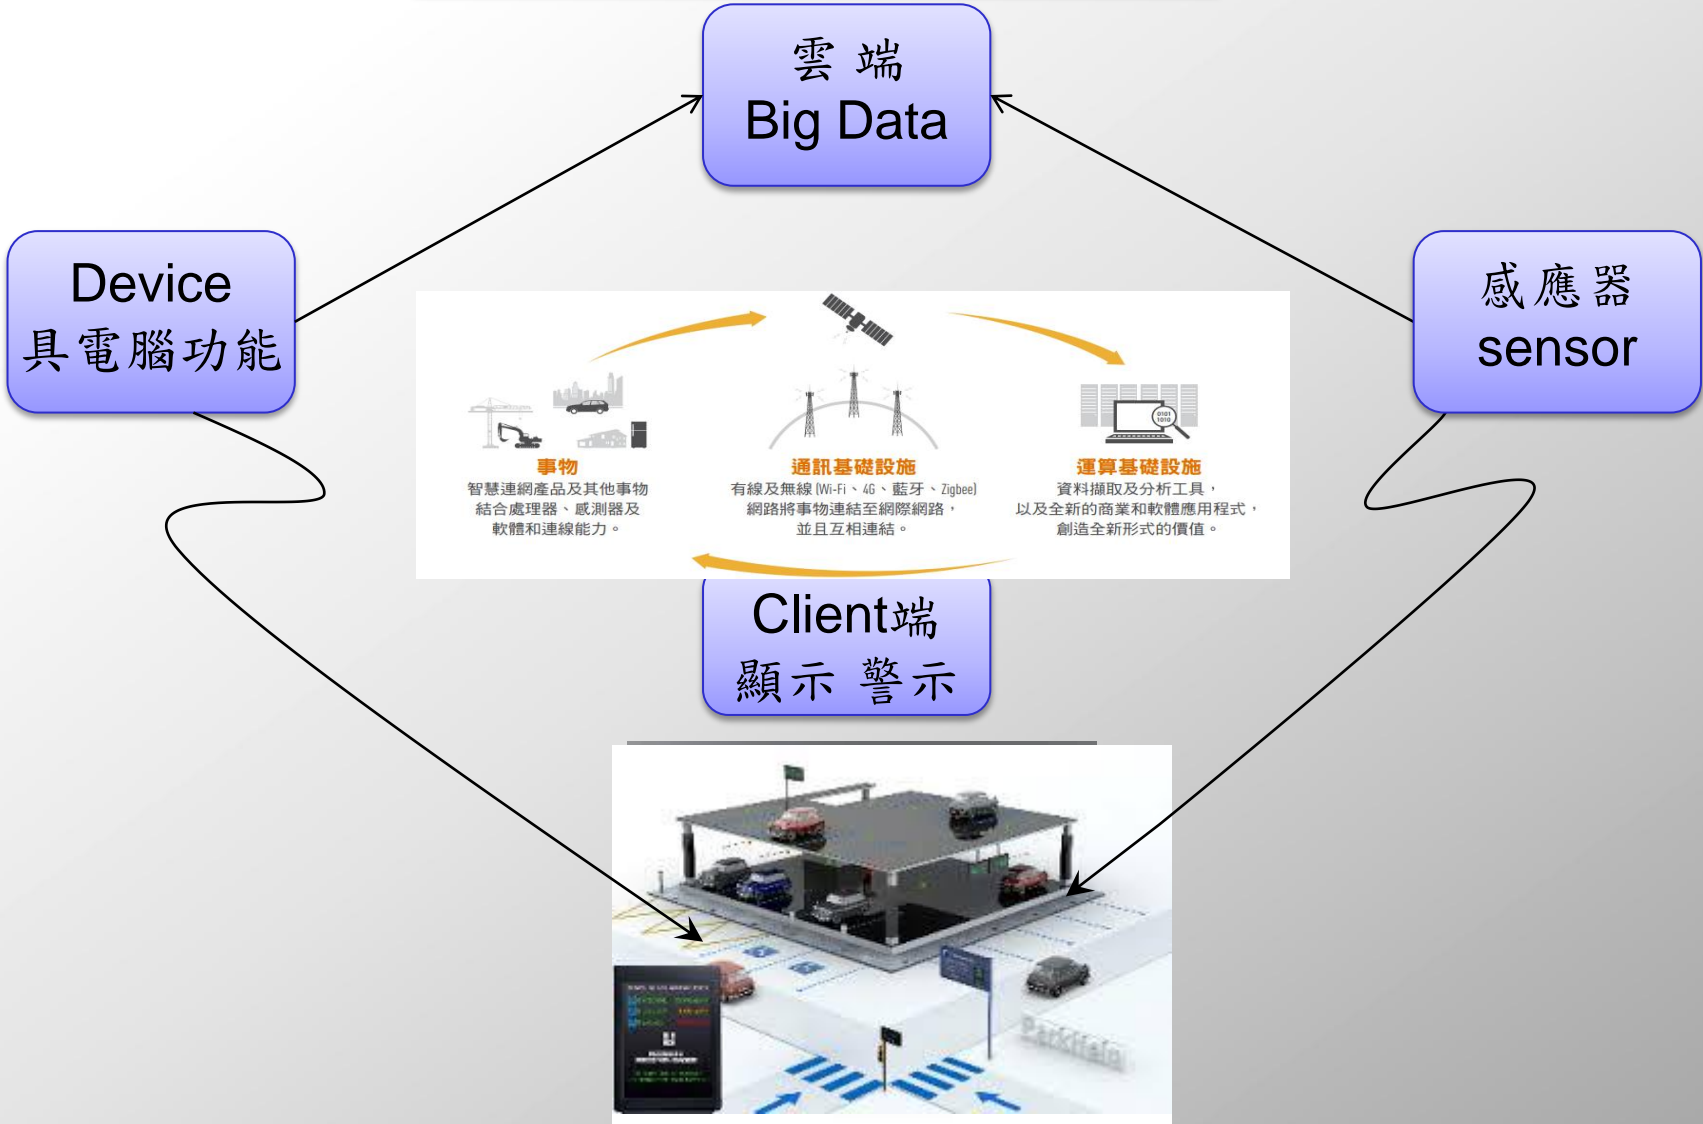 雲 端
Big Data
Device
具電腦功能
感應器
sensor
事物
智慧連網產品及其他事物
結合處理器、感測器及
軟體和連線能力。
通訊基礎設施
有線及無線(Wi-Fi、4G、藍牙、Zigbee)
網路將事物連結至網際網路，
並且互相連結。
0101
1010
運算基礎設施
資料擷取及分析工具，
以及全新的商業和軟體應用程式，
創造全新形式的價值。
Client端
顯示 警示